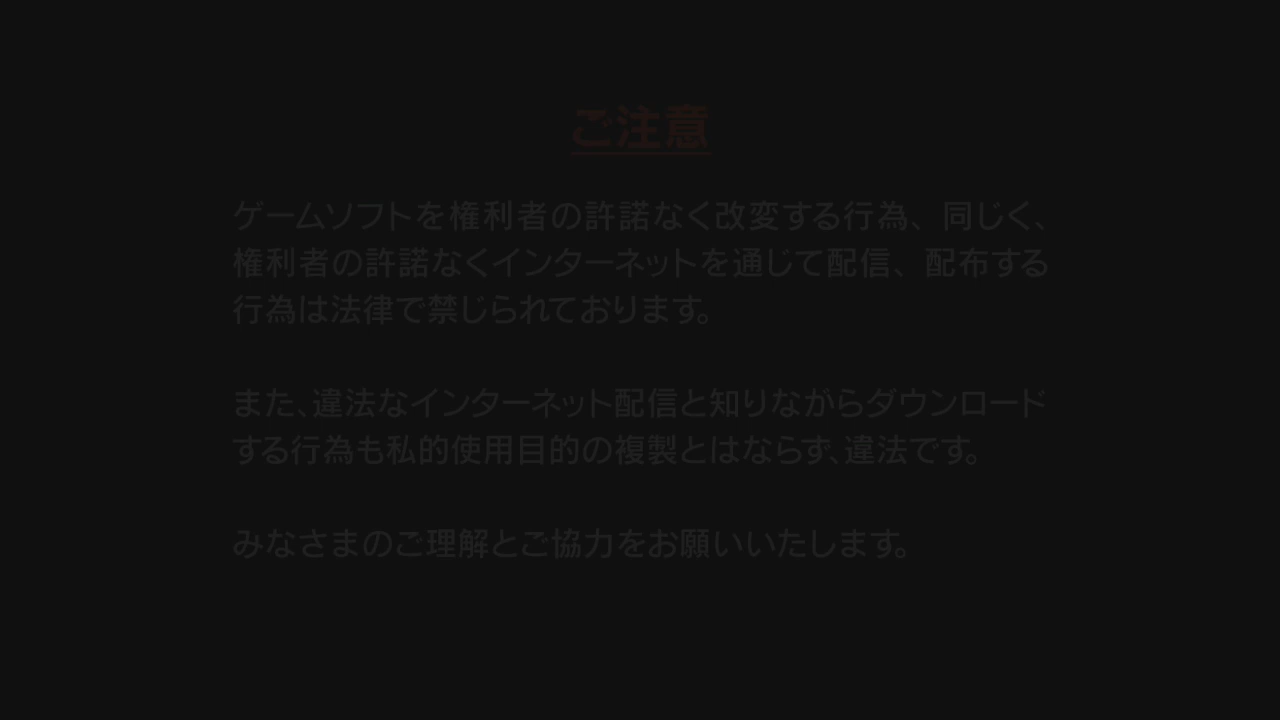 ご注意
ゲームソフトを権利者の許諾なく改変する行為、同じく、
権利者の許諾なくインターネットを通じて配信、配布する
行為は法律で禁じられております。
また、違法なインターネット配信と知りながらダウンロード
する行為も私的使用目的の複製とはならず、違法です。
みなさまのご理解とご協力をお願いいたします。